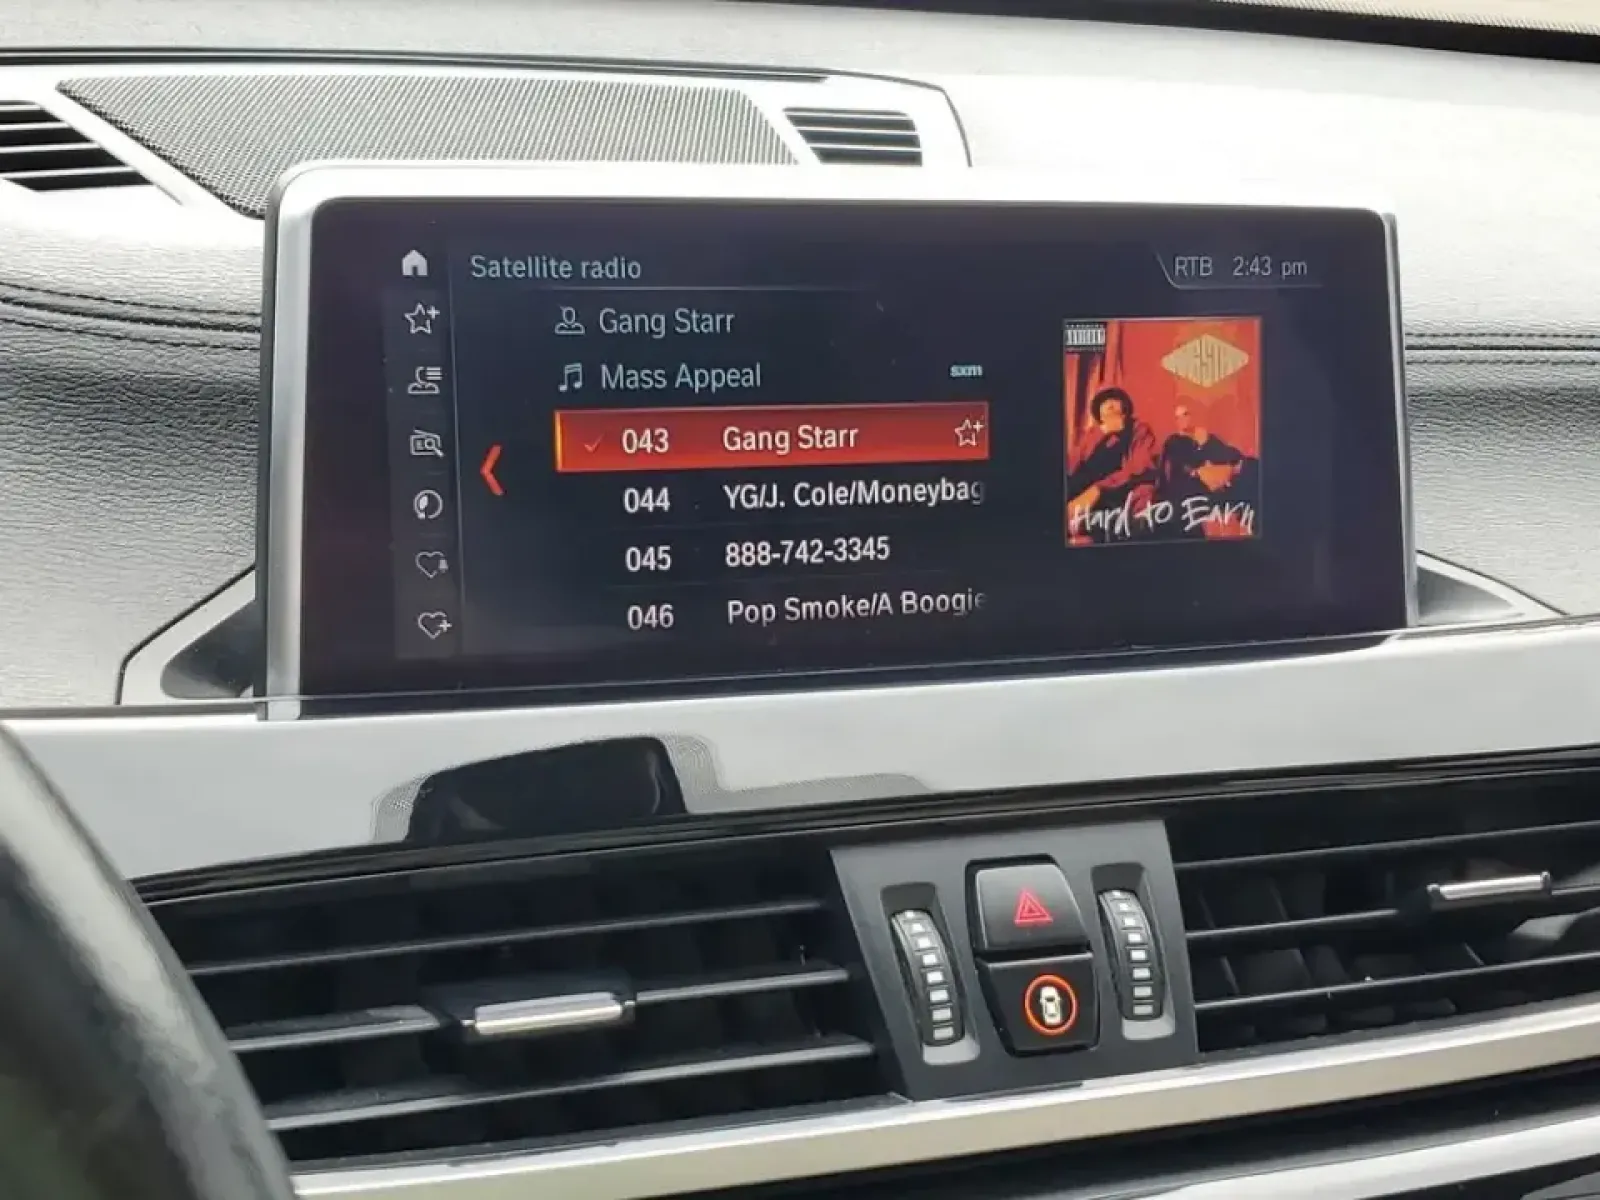 Satellite radio
RTB 2:43 pm
Gang Starr
Mass Appeal
sxm
043 Gang Starr
044 YG/J. Cole/Moneybag
045 888-742-3345
046 Pop Smoke/A Boogie
GANGSTARR
Hard to Earn